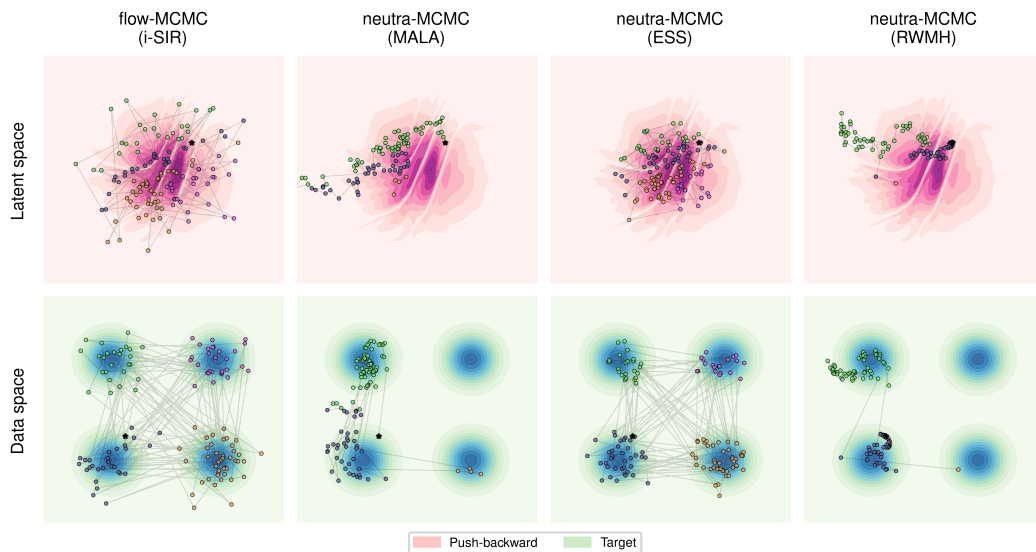 flow-MCMC
(i-SIR)
neutra-MCMC
(MALA)
neutra-MCMC
(ESS)
neutra-MCMC
(RWMH)
Latent space
Data space
Push-backward
Target